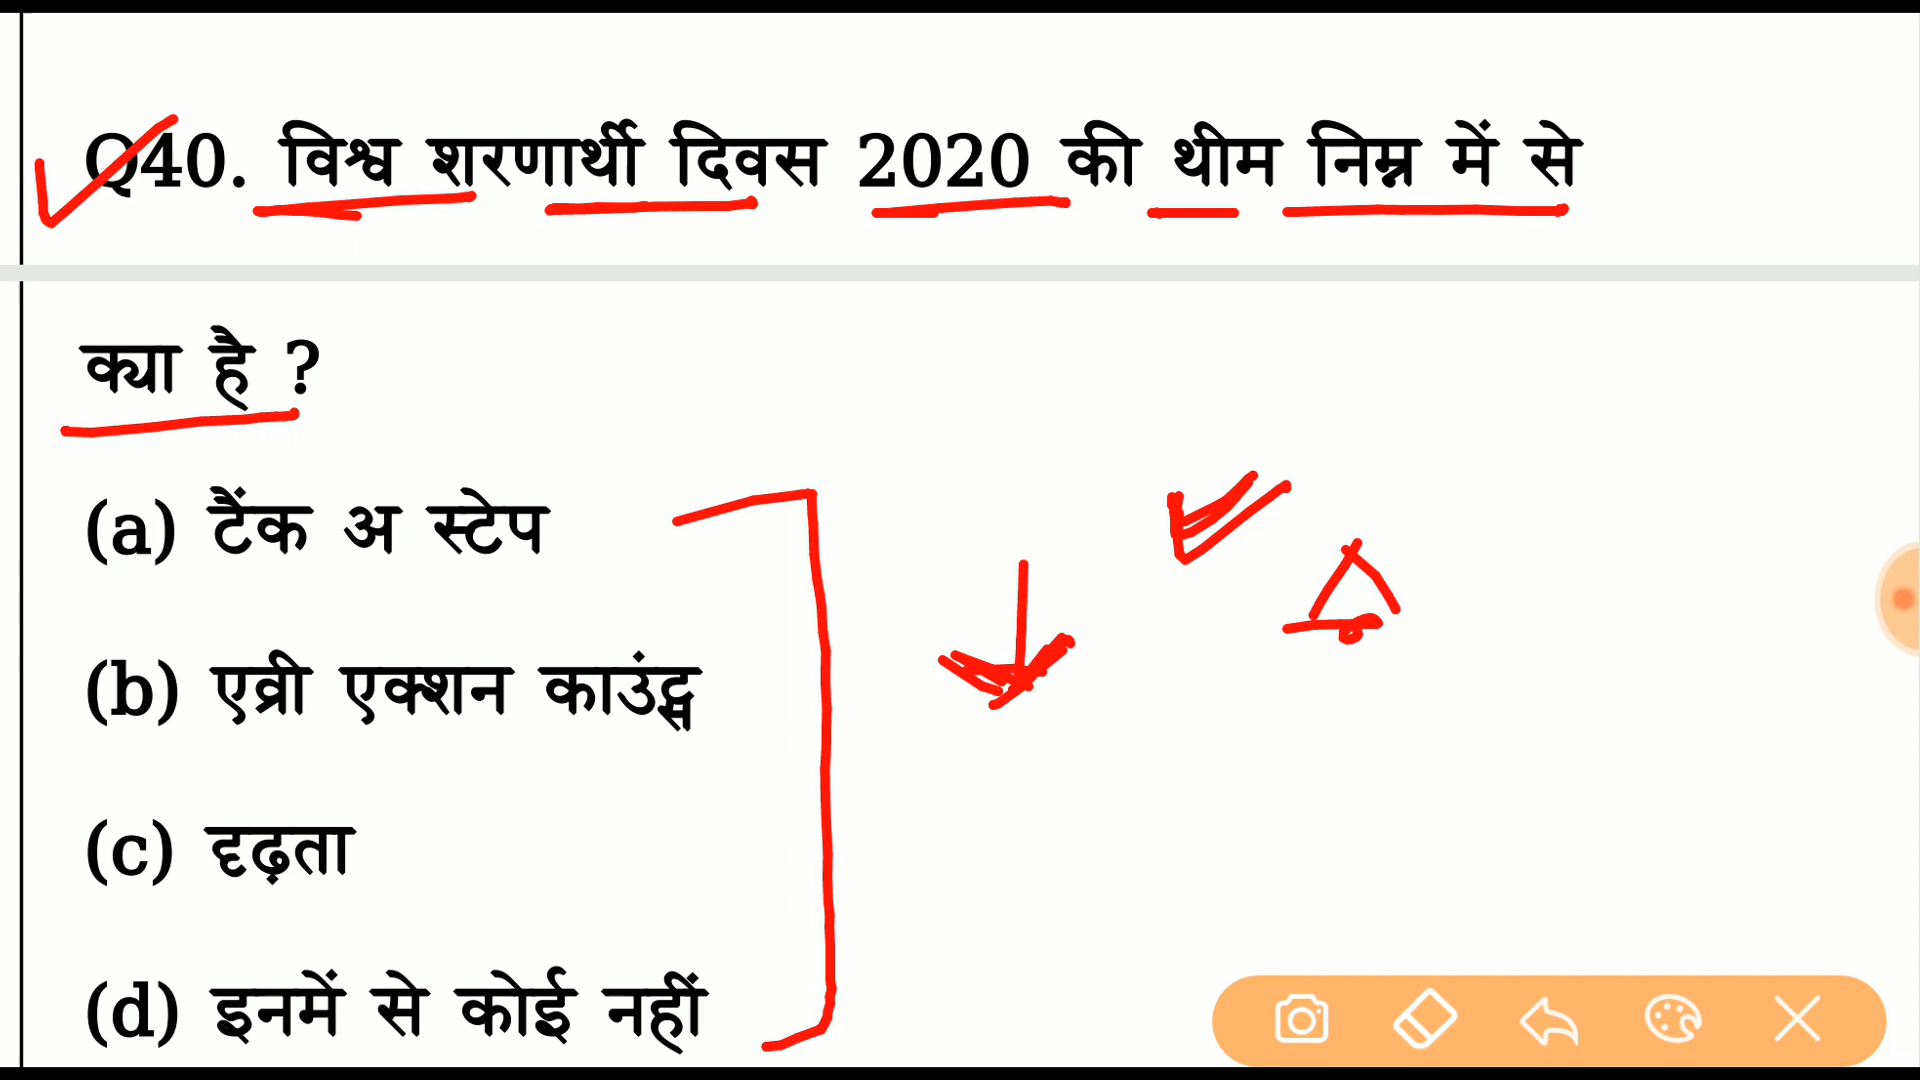 Q40. विश्व शरणार्थी दिवस 2020 की थीम निम्न में से
क्या है ?
(a) टैंक अ स्टेप
(b) एव्री एक्शन काउंट्स
(c) दृढ़ता
(d) इनमें से कोई नहीं